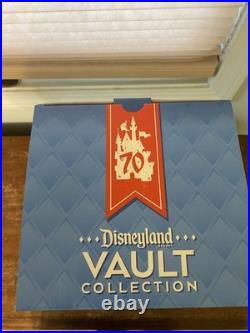 70
Disneyland
VAULT
COLLECTION